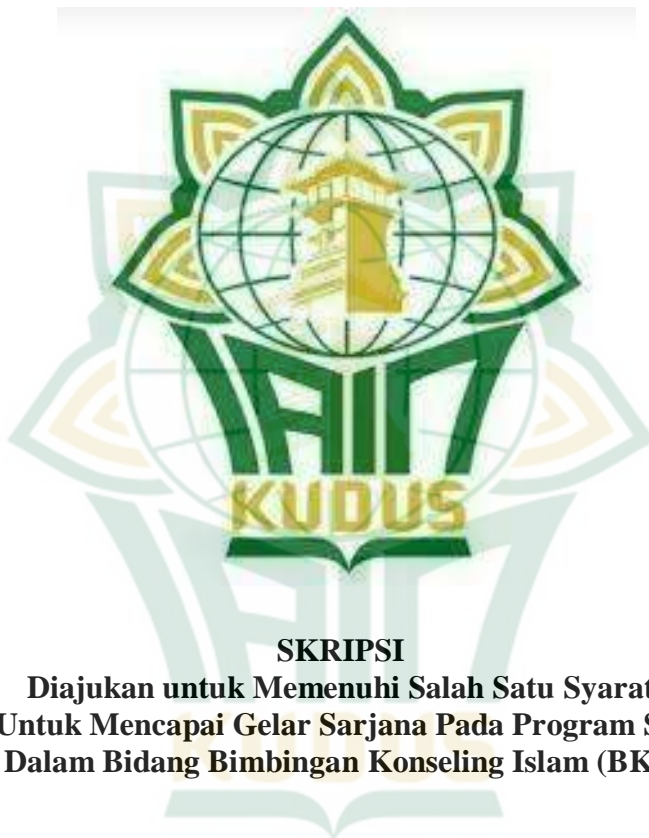 IAIN
KUDUS
SKRIPSI
Diajukan untuk Memenuhi Salah Satu Syarat
Untuk Mencapai Gelar Sarjana Pada Program
Dalam Bidang Bimbingan Konseling Islam